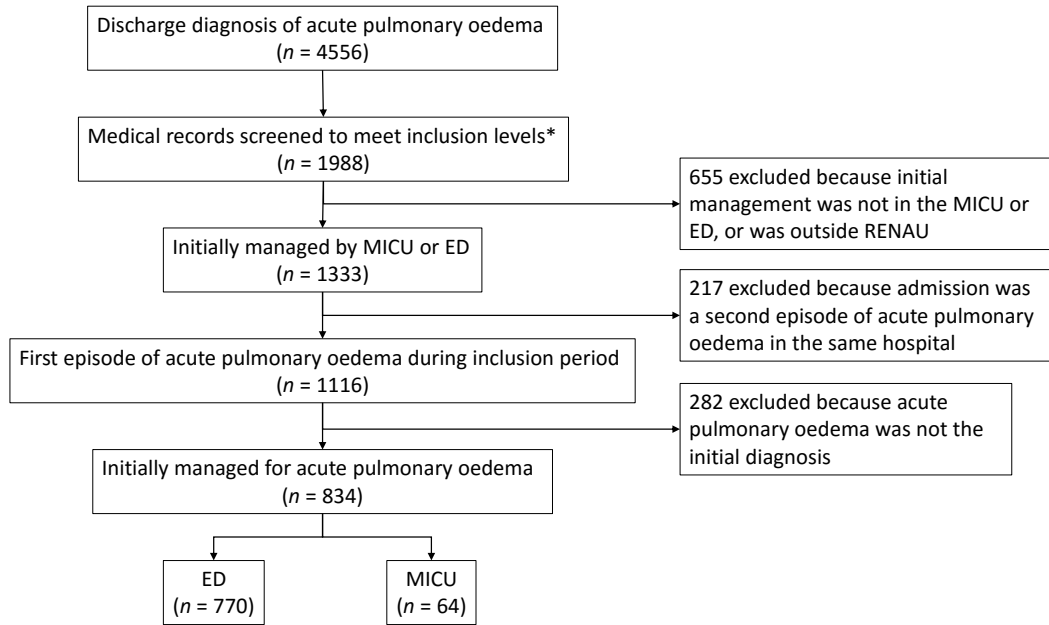 Discharge diagnosis of acute pulmonary oedema
(n = 4556)
Medical records screened to meet inclusion levels*
(n = 1988)
655 excluded because initial
management was not in the MICU or
ED, or was outside RENAU
Initially managed by MICU or ED
(n = 1333)
217 excluded because admission was
a second episode of acute pulmonary
oedema in the same hospital
First episode of acute pulmonary oedema during inclusion period
(n = 1116)
282 excluded because acute
pulmonary oedema was not the
initial diagnosis
Initially managed for acute pulmonary oedema
(n = 834)
ED
(n = 770)
MICU
(n = 64)